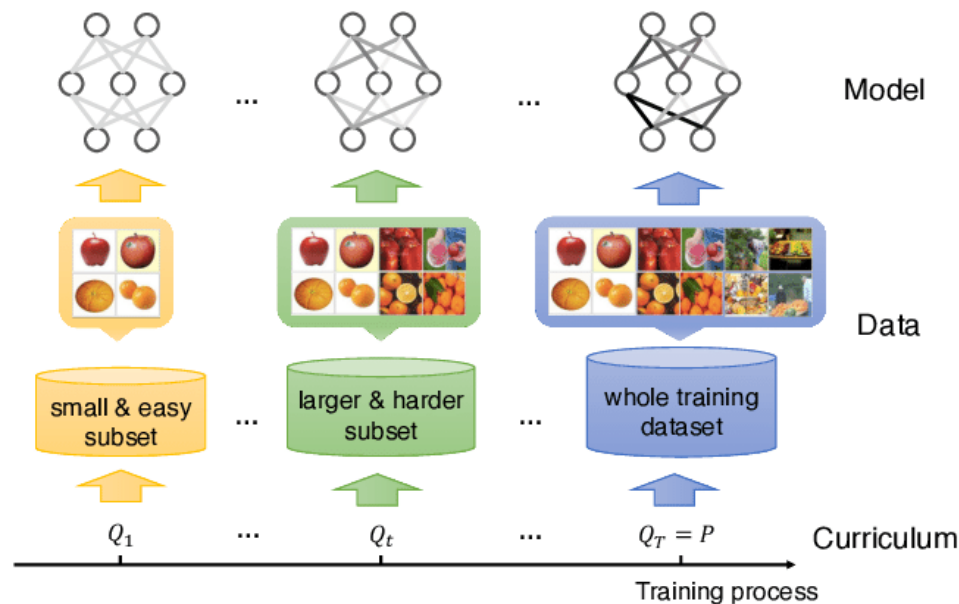 ... ... Model
Data
small & easy
subset
...
larger & harder
subset
...
whole training
dataset
Q₁ ... Qₜ ... Q_T = P Curriculum
Training process